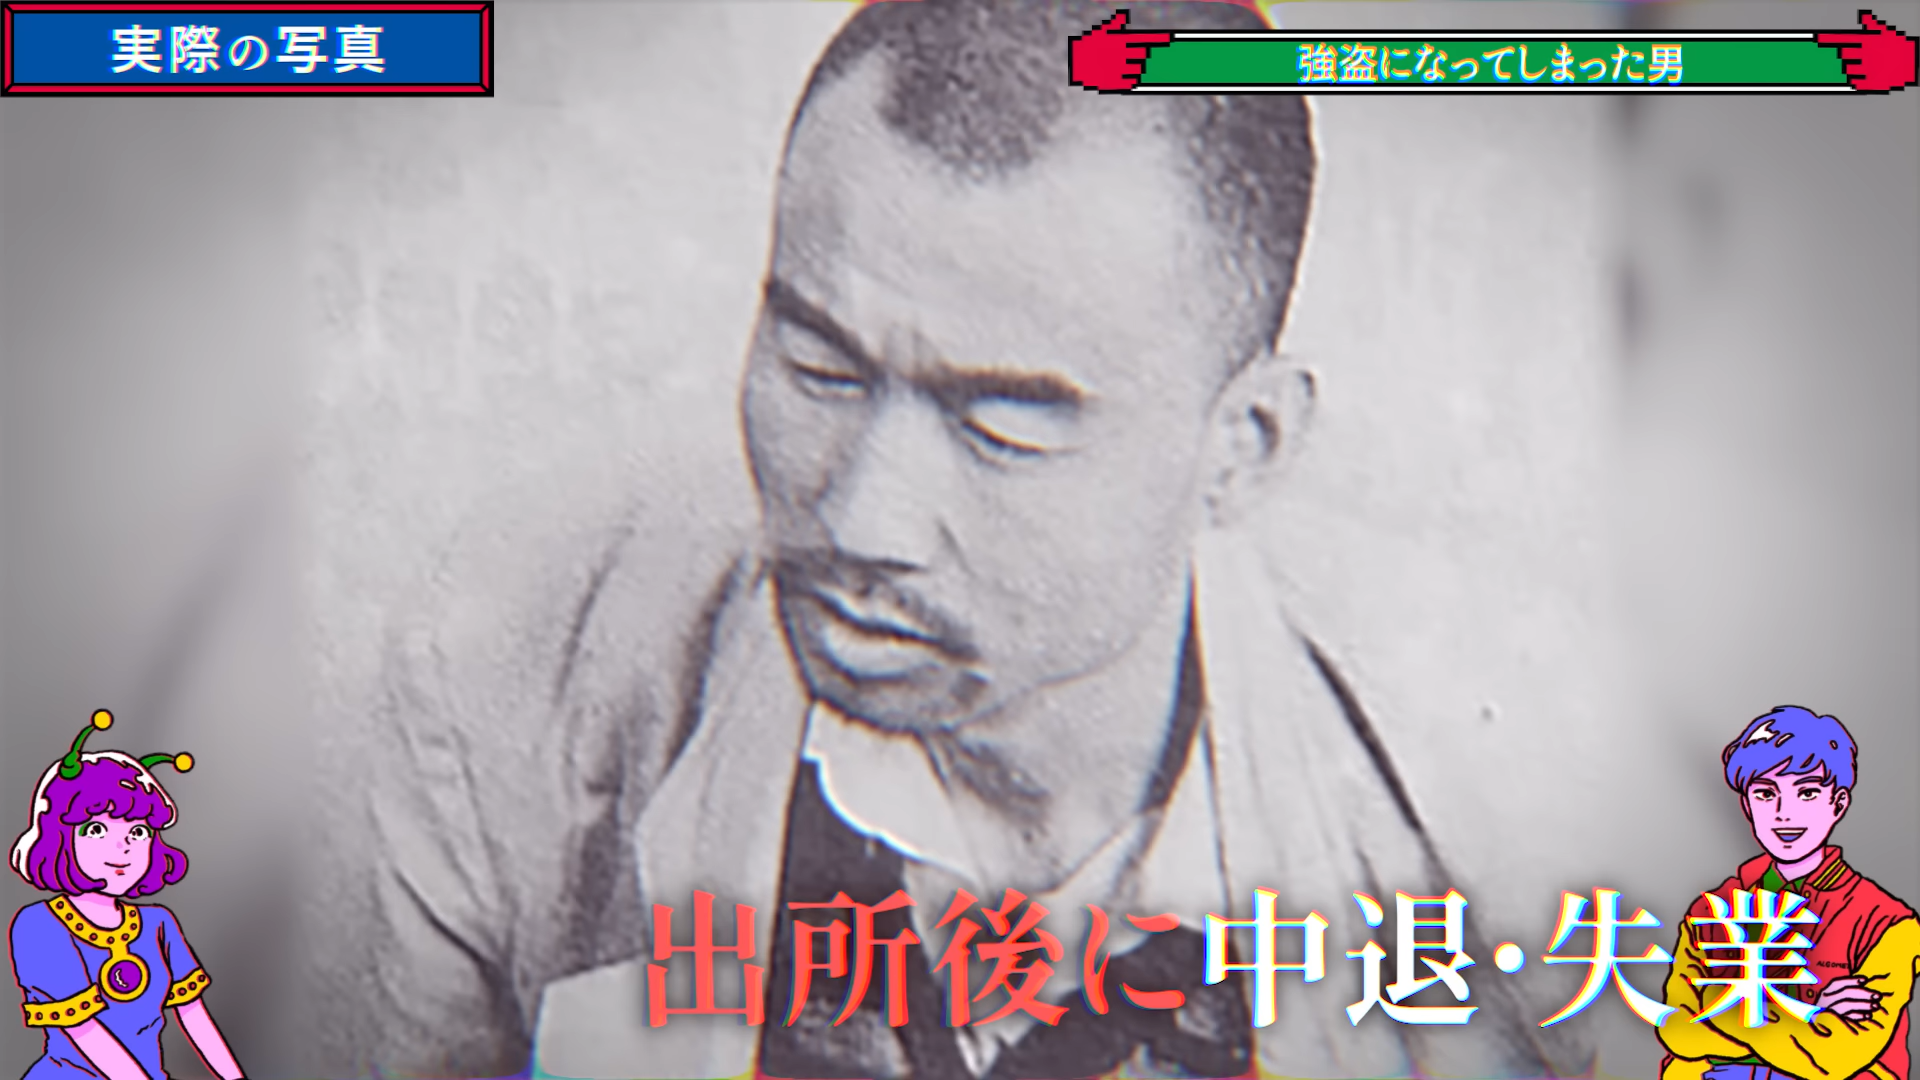 実際の写真
強盗になってしまった男
出所後に中退・失業